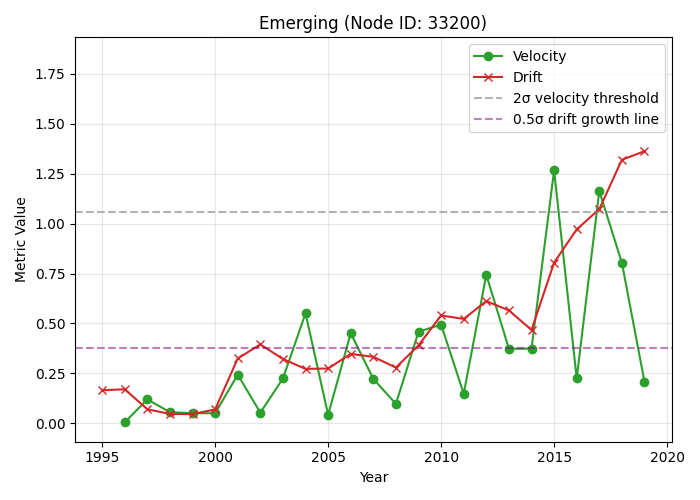 Emerging (Node ID: 33200)
Velocity
Drift
2σ velocity threshold
0.5σ drift growth line
Metric Value
1.75
1.50
1.25
1.00
0.75
0.50
0.25
0.00
1995 2000 2005 2010 2015 2020
Year